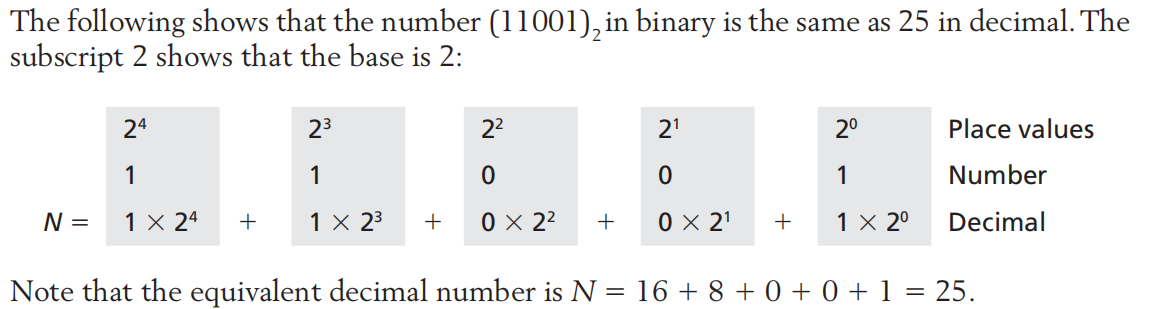 The following shows that the number (11001)₂ in binary is the same as 25 in decimal. The
subscript 2 shows that the base is 2:
2⁴ 2³ 2² 2¹ 2⁰ Place values
1 1 0 0 1 Number
N = 1 × 2⁴ + 1 × 2³ + 0 × 2² + 0 × 2¹ + 1 × 2⁰ Decimal
Note that the equivalent decimal number is N = 16 + 8 + 0 + 0 + 1 = 25.